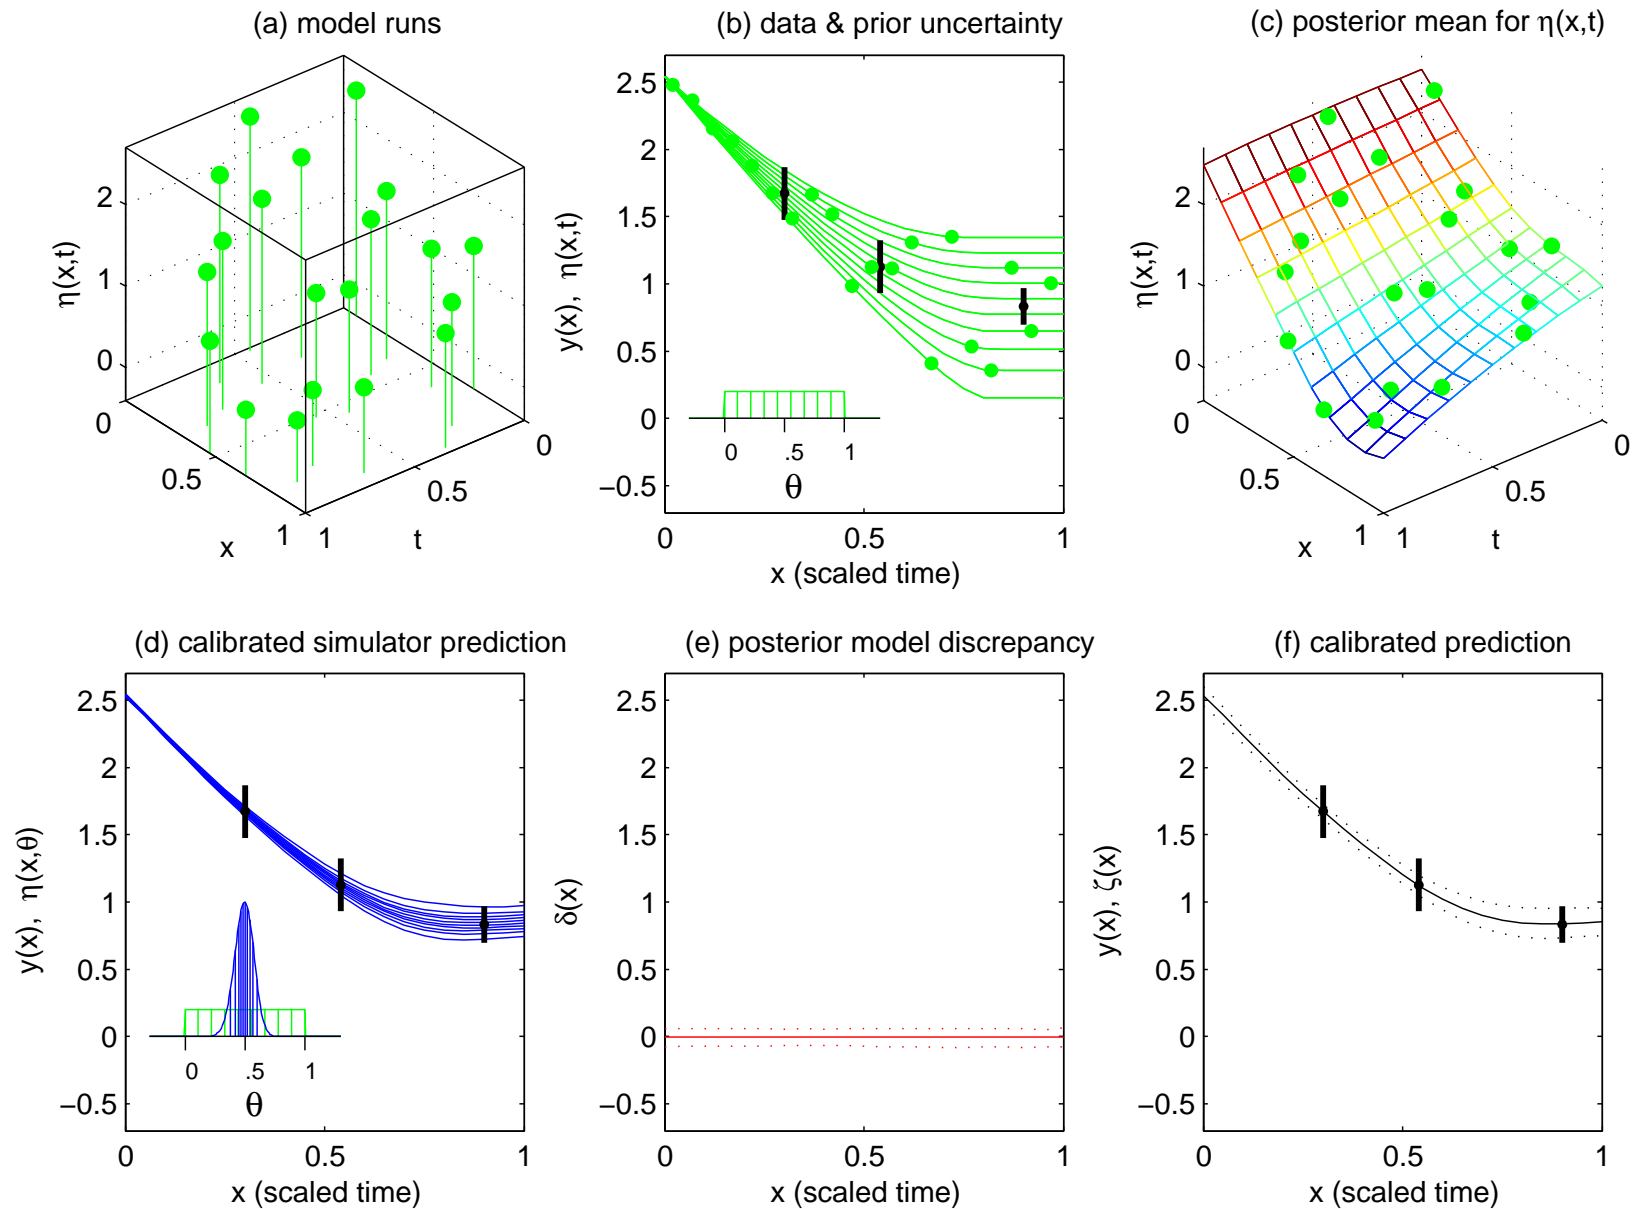 (a) model runs
η(x,t)
2
1
0
0
0.5
1
x
1
0.5
0
t
(b) data & prior uncertainty
y(x), η(x,t)
2.5
2
1.5
1
0.5
0
−0.5
0 .5 1
θ
0 0.5 1
x (scaled time)
(c) posterior mean for η(x,t)
η(x,t)
2
1
0
0
0.5
1
x
1
0.5
0
t
(d) calibrated simulator prediction
y(x), η(x,θ)
2.5
2
1.5
1
0.5
0
−0.5
0 .5 1
θ
0 0.5 1
x (scaled time)
(e) posterior model discrepancy
δ(x)
2.5
2
1.5
1
0.5
0
−0.5
0 0.5 1
x (scaled time)
(f) calibrated prediction
y(x), ζ(x)
2.5
2
1.5
1
0.5
0
−0.5
0 0.5 1
x (scaled time)